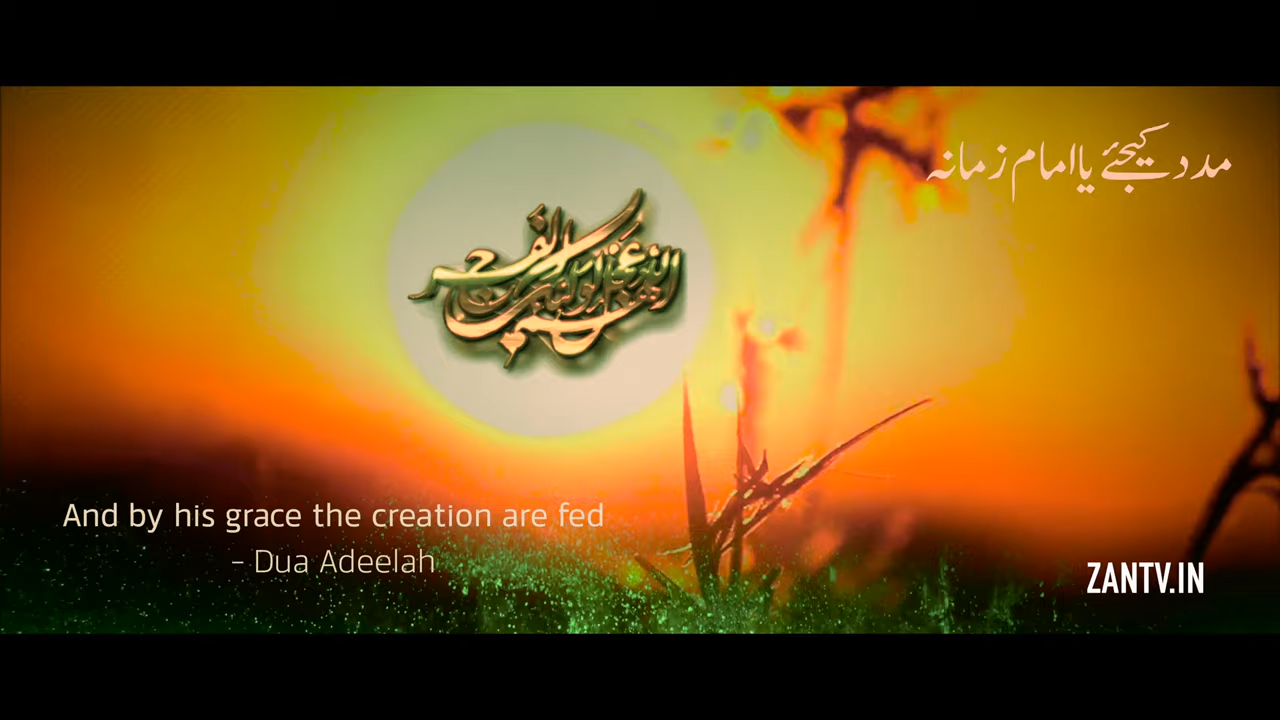 مدد کیجئے یا امام زمانہ
And by his grace the creation are fed
- Dua Adeelah
ZANTV.IN